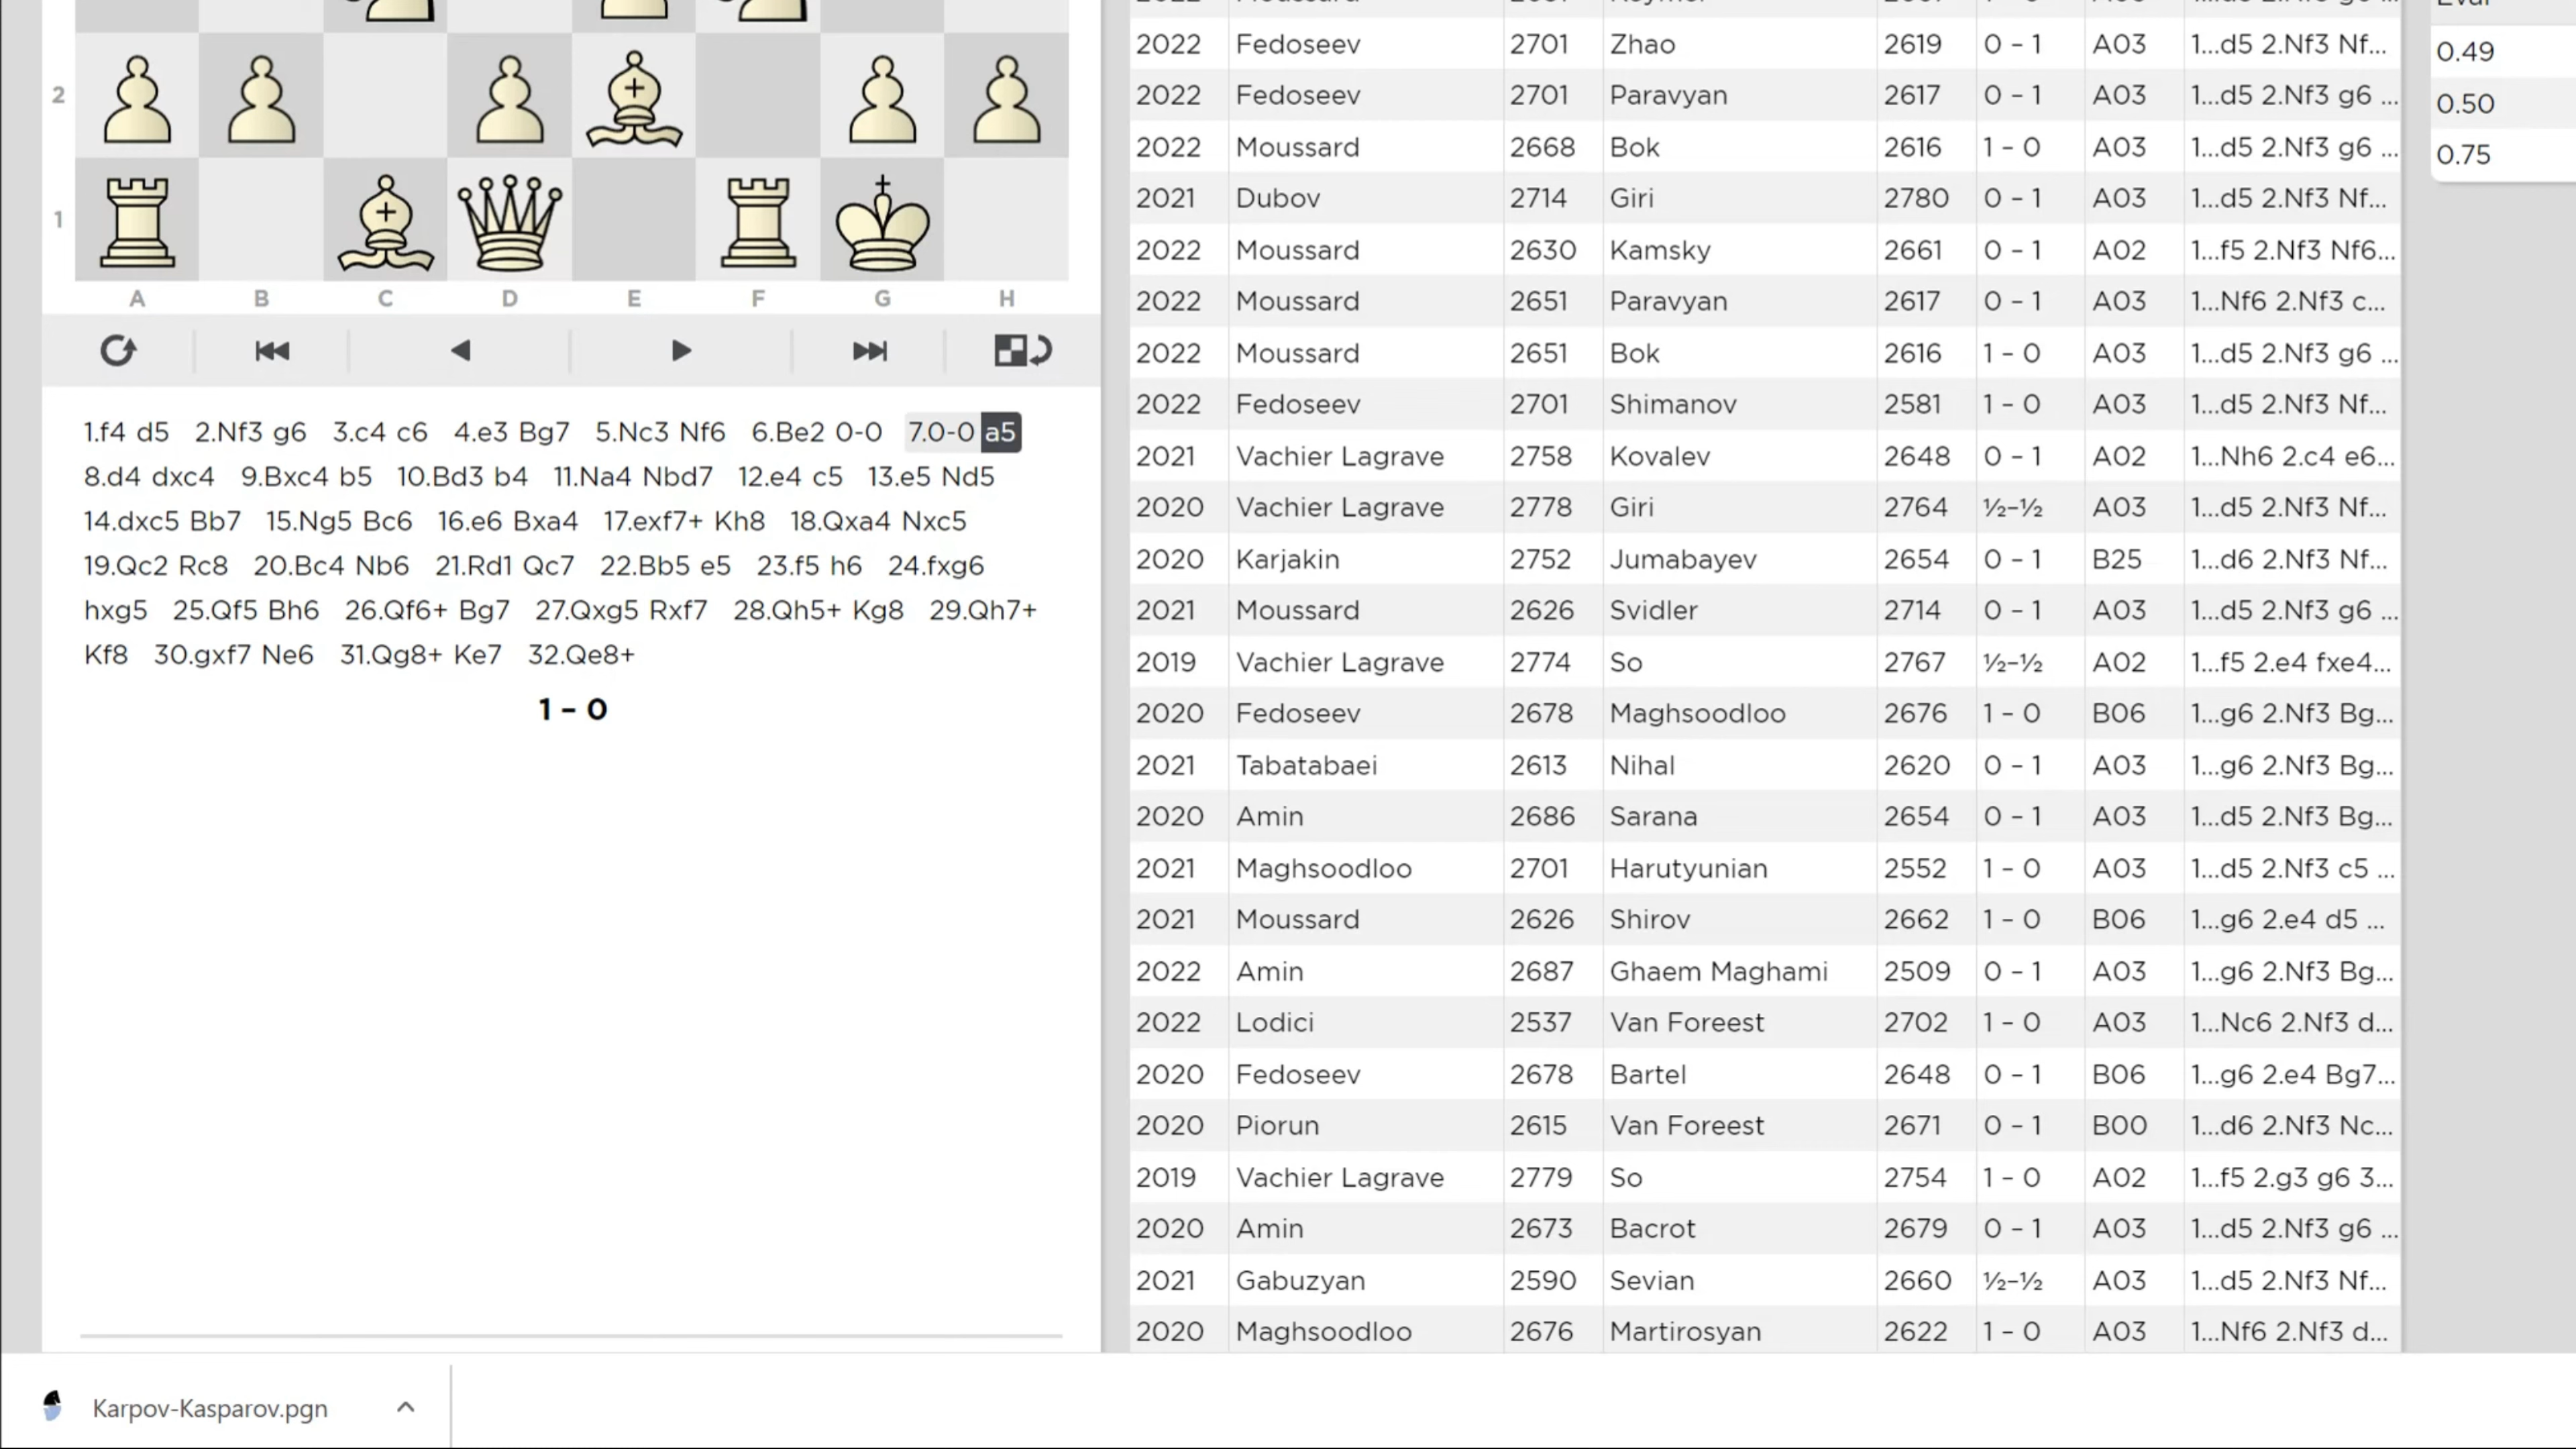 2
1
A B C D E F G H
1.f4 d5 2.Nf3 g6 3.c4 c6 4.e3 Bg7 5.Nc3 Nf6 6.Be2 0-0 7.0-0 a5
8.d4 dxc4 9.Bxc4 b5 10.Bd3 b4 11.Na4 Nbd7 12.e4 c5 13.e5 Nd5
14.dxc5 Bb7 15.Ng5 Bc6 16.e6 Bxa4 17.exf7+ Kh8 18.Qxa4 Nxc5
19.Qc2 Rc8 20.Bc4 Nb6 21.Rd1 Qc7 22.Bb5 e5 23.f5 h6 24.fxg6
hxg5 25.Qf5 Bh6 26.Qf6+ Bg7 27.Qxg5 Rxf7 28.Qh5+ Kg8 29.Qh7+
Kf8 30.gxf7 Ne6 31.Qg8+ Ke7 32.Qe8+
1 – 0
2022 Fedoseev 2701 Zhao 2619 0 – 1 A03 1...d5 2.Nf3 Nf...
2022 Fedoseev 2701 Paravyan 2617 0 – 1 A03 1...d5 2.Nf3 g6 ...
2022 Moussard 2668 Bok 2616 1 – 0 A03 1...d5 2.Nf3 g6 ...
2021 Dubov 2714 Giri 2780 0 – 1 A03 1...d5 2.Nf3 Nf...
2022 Moussard 2630 Kamsky 2661 0 – 1 A02 1...f5 2.Nf3 Nf6...
2022 Moussard 2651 Paravyan 2617 0 – 1 A03 1...Nf6 2.Nf3 c...
2022 Moussard 2651 Bok 2616 1 – 0 A03 1...d5 2.Nf3 g6 ...
2022 Fedoseev 2701 Shimanov 2581 1 – 0 A03 1...d5 2.Nf3 Nf...
2021 Vachier Lagrave 2758 Kovalev 2648 0 – 1 A02 1...Nh6 2.c4 e6...
2020 Vachier Lagrave 2778 Giri 2764 ½–½ A03 1...d5 2.Nf3 Nf...
2020 Karjakin 2752 Jumabayev 2654 0 – 1 B25 1...d6 2.Nf3 Nf...
2021 Moussard 2626 Svidler 2714 0 – 1 A03 1...d5 2.Nf3 g6 ...
2019 Vachier Lagrave 2774 So 2767 ½–½ A02 1...f5 2.e4 fxe4...
2020 Fedoseev 2678 Maghsoodloo 2676 1 – 0 B06 1...g6 2.Nf3 Bg...
2021 Tabatabaei 2613 Nihal 2620 0 – 1 A03 1...g6 2.Nf3 Bg...
2020 Amin 2686 Sarana 2654 0 – 1 A03 1...d5 2.Nf3 Bg...
2021 Maghsoodloo 2701 Harutyunian 2552 1 – 0 A03 1...d5 2.Nf3 c5 ...
2021 Moussard 2626 Shirov 2662 1 – 0 B06 1...g6 2.e4 d5 ...
2022 Amin 2687 Ghaem Maghami 2509 0 – 1 A03 1...g6 2.Nf3 Bg...
2022 Lodici 2537 Van Foreest 2702 1 – 0 A03 1...Nc6 2.Nf3 d...
2020 Fedoseev 2678 Bartel 2648 0 – 1 B06 1...g6 2.e4 Bg7...
2020 Piorun 2615 Van Foreest 2671 0 – 1 B00 1...d6 2.Nf3 Nc...
2019 Vachier Lagrave 2779 So 2754 1 – 0 A02 1...f5 2.g3 g6 3...
2020 Amin 2673 Bacrot 2679 0 – 1 A03 1...d5 2.Nf3 g6 ...
2021 Gabuzyan 2590 Sevian 2660 ½–½ A03 1...d5 2.Nf3 Nf...
2020 Maghsoodloo 2676 Martirosyan 2622 1 – 0 A03 1...Nf6 2.Nf3 d...
0.49
0.50
0.75
Karpov-Kasparov.pgn